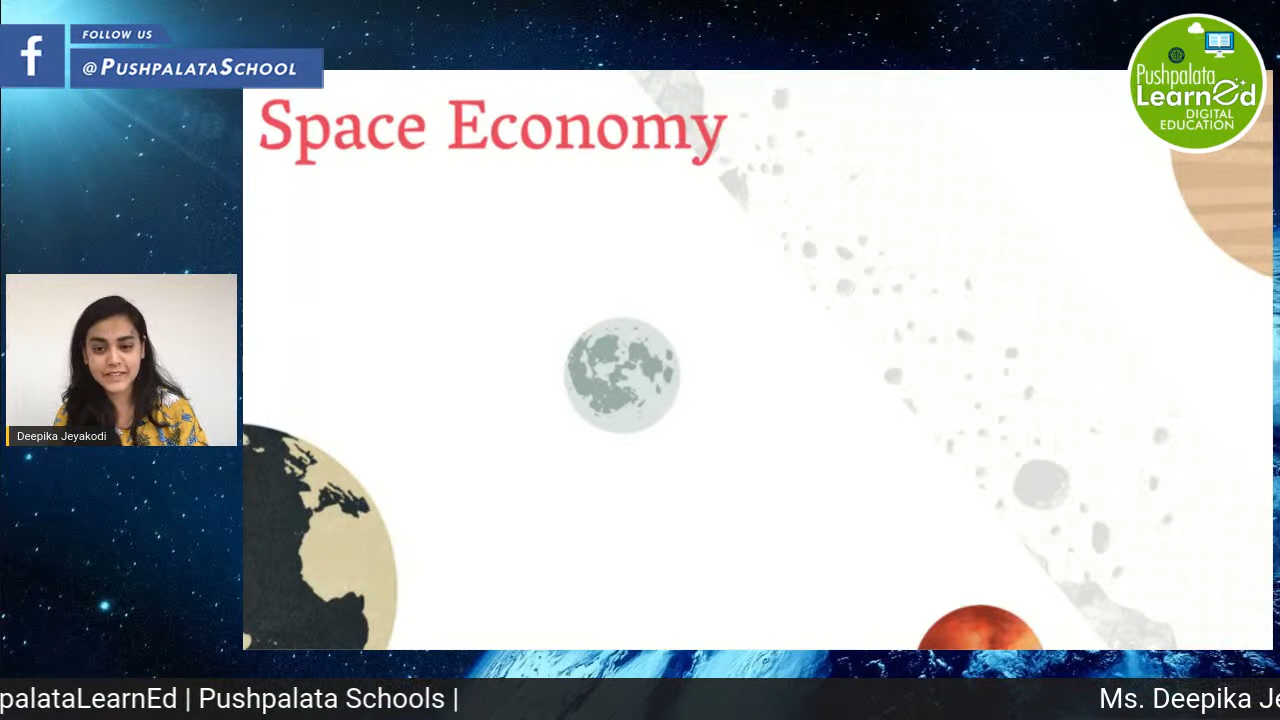 FOLLOW US
@PUSHPALATASCHOOL
f
Pushpalata
LearnEd
DIGITAL
EDUCATION
Space Economy
Deepika Jeyakodi
palataLearnEd | Pushpalata Schools |
Ms. Deepika Je